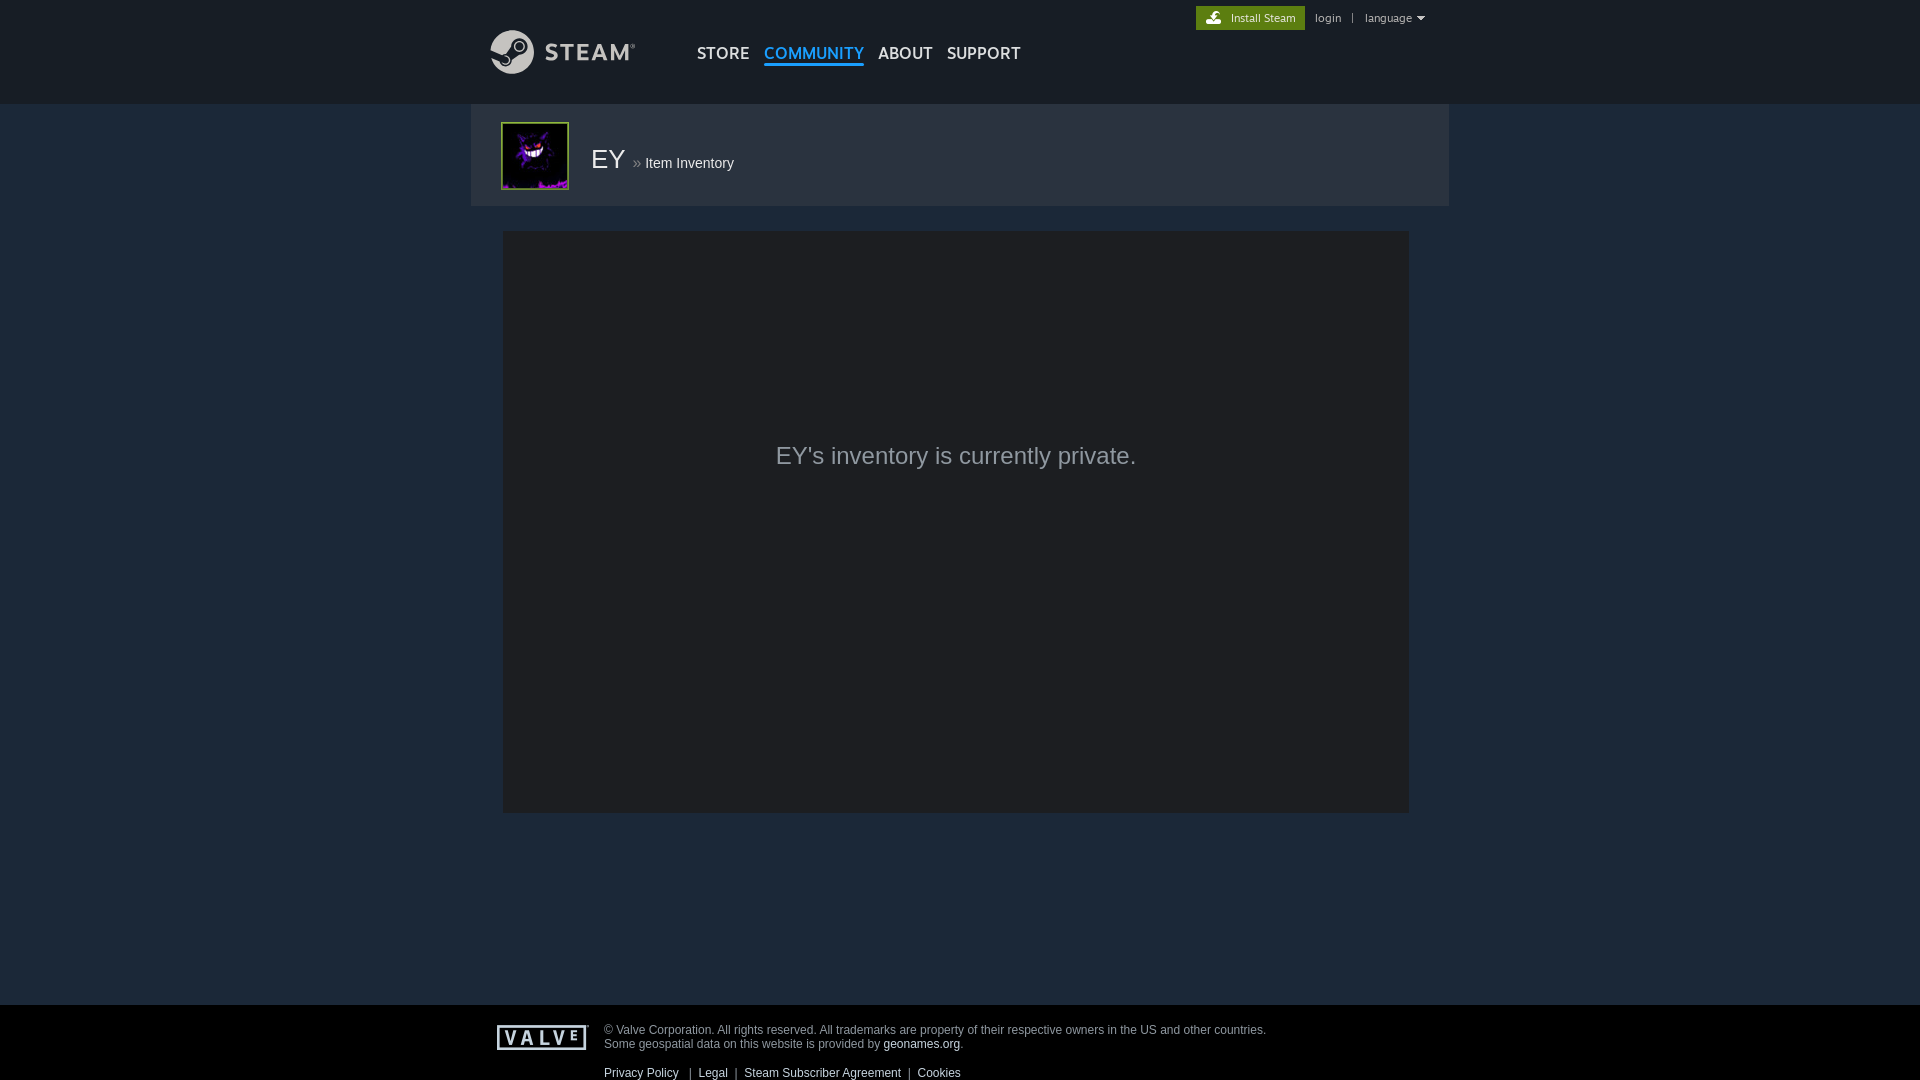 Install Steam
login | language
STEAM®
STORE COMMUNITY ABOUT SUPPORT
EY » Item Inventory
EY's inventory is currently private.
VALVE
© Valve Corporation. All rights reserved. All trademarks are property of their respective owners in the US and other countries.
Some geospatial data on this website is provided by geonames.org.
Privacy Policy | Legal | Steam Subscriber Agreement | Cookies